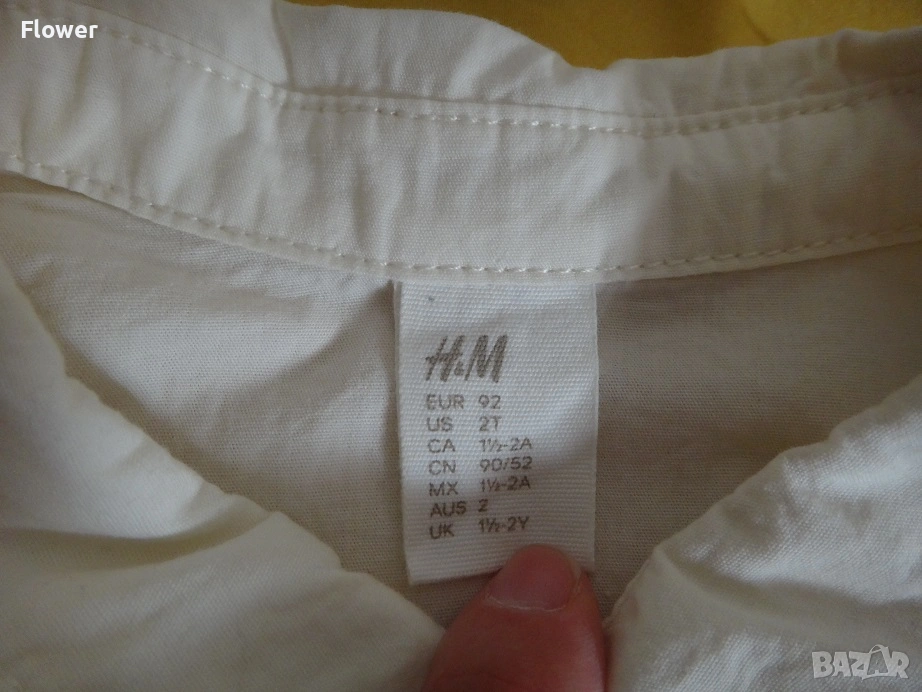 Flower
H&M
EUR 92
US 2T
CA 1½-2A
CN 90/52
MX 1½-2A
AUS 2
UK 1½-2Y
BAZAR